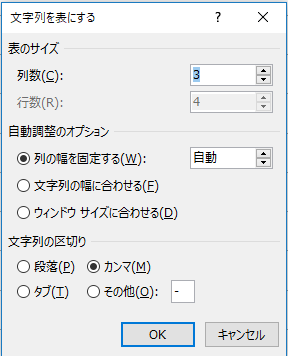 文字列を表にする ? ×
表のサイズ
列数(C): 3
行数(R): 4
自動調整のオプション
列の幅を固定する(W): 自動
文字列の幅に合わせる(F)
ウィンドウ サイズに合わせる(D)
文字列の区切り
段落(P) カンマ(M)
タブ(T) その他(O): -
OK キャンセル